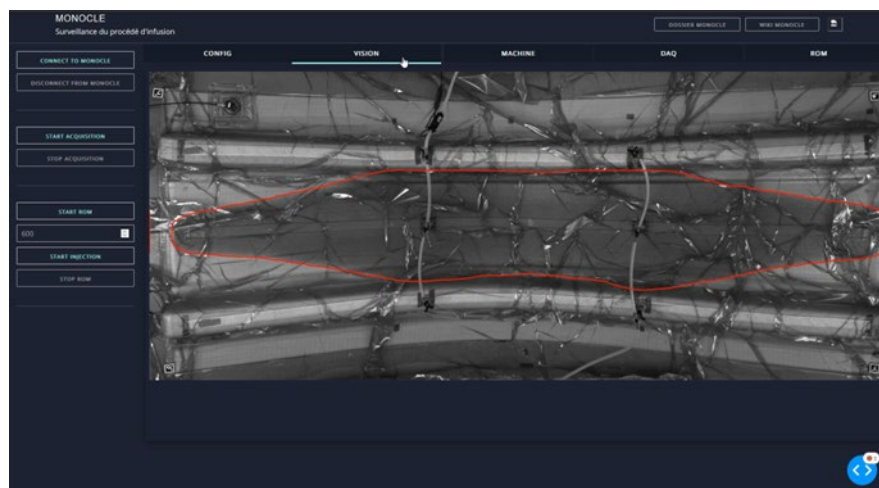 MONOCLE
Surveillance du procédé d'infusion
DOSSIER MONOCLE
WIKI MONOCLE
CONFIG
VISION
MACHINE
DAQ
ROM
CONNECT TO MONOCLE
DISCONNECT FROM MONOCLE
START ACQUISITION
STOP ACQUISITION
START ROM
600
START INJECTION
STOP ROM